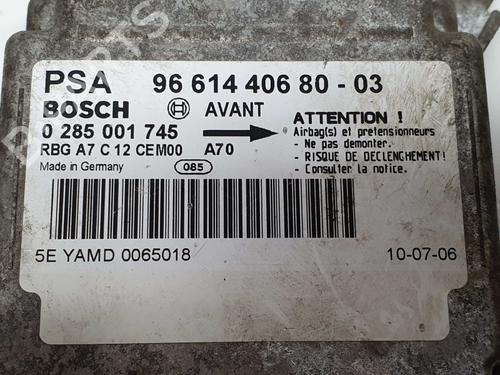 PSA 96 614 406 80 - 03
BOSCH AVANT
0 285 001 745
RBG A7 C 12 CEM00 A70
Made in Germany 085
ATTENTION !
Airbag(s) et pretensionneurs
- Ne pas demonter.
- RISQUE DE DECLENCHEMENT!
- Consulter la notice.
5E YAMD 0065018 10-07-06